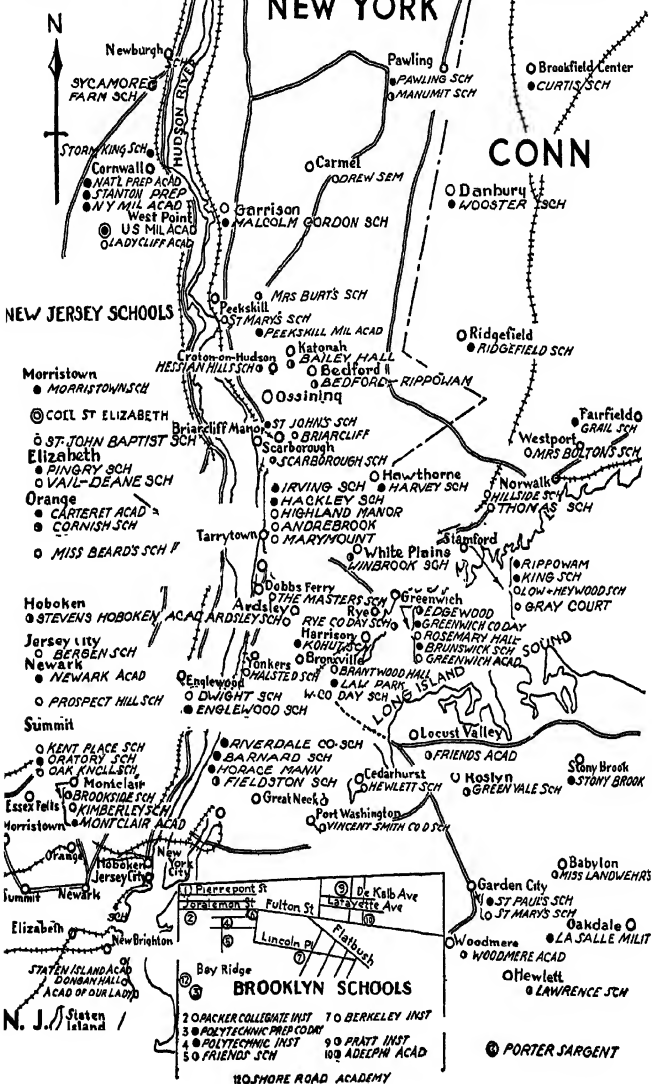 NEW YORK
N
Newburgh
SCH
SYCAMORE
FARM SCH
HUDSON RIVER
Pawling
PAWLING SCH
MANUMIT SCH
Brookfield Center
CURTIS SCH
CONN
STORM KING SCH
Cornwall
NAT'L PREP ACAD
STANTON PREP
N Y MIL ACAD
West Point
US MIL ACAD
LADYCLIFF ACAD
Carmel
DREW SEM
Garrison
MALCOLM GORDON SCH
Danbury
WOOSTER SCH
NEW JERSEY SCHOOLS
MRS BURT'S SCH
Peekskill
ST MARY'S SCH
PEEKSKILL MIL ACAD
Ridgefield
RIDGEFIELD SCH
Katonah
BAILEY HALL
Croton-on-Hudson
HESSIAN HILLS SCH
Bedford
BEDFORD-RIPPOWAM
Ossining
Morristown
MORRISTOWN SCH
COLL ST ELIZABETH
ST JOHN BAPTIST SCH
Elizabeth
PINGRY SCH
VAIL-DEANE SCH
Orange
CARTERET ACAD
CORNISH SCH
MISS BEARD'S SCH
ST JOHN'S SCH
Briarcliff Manor
BRIARCLIFF
Scarborough
SCARBOROUGH SCH
Fairfield
GRAIL SCH
Westport
MRS BOLTON'S SCH
Hawthorne
HARVEY SCH
IRVING SCH
HACKLEY SCH
HIGHLAND MANOR
ANDREBROOK
MARYMOUNT
Tarrytown
Norwalk
HILLSIDE SCH
THOMAS SCH
White Plains
WINBROOK SCH
Stamford
RIPPOWAM
KING SCH
LOW+HEYWOOD SCH
GRAY COURT
Hoboken
STEVENS HOBOKEN ACAD
Jersey City
BERGEN SCH
Newark
NEWARK ACAD
PROSPECT HILL SCH
Dobbs Ferry
THE MASTERS SCH
Ardsley
ARDSLEY SCH
Rye
RYE CO DAY SCH
Greenwich
EDGEWOOD
GREENWICH CO DAY
ROSEMARY HALL
BRUNSWICK SCH
GREENWICH ACAD
Harrison
KOHUT SCH
Yonkers
HALSTED SCH
Bronxville
BRANTWOOD HALL
LAW PARK
W. CO DAY SCH
LONG ISLAND SOUND
Englewood
DWIGHT SCH
ENGLEWOOD SCH
Summit
KENT PLACE SCH
ORATORY SCH
OAK KNOLL SCH
Montclair
BROOKSIDE SCH
KIMBERLEY SCH
MONTCLAIR ACAD
Essex Fells
RIVERDALE CO-SCH
BARNARD SCH
HORACE MANN
FIELDSTON SCH
Locust Valley
FRIENDS ACAD
Cedarhurst
HEWLETT SCH
Roslyn
GREEN VALE SCH
Stony Brook
STONY BROOK
Great Neck
Port Washington
VINCENT SMITH CO D SCH
Morristown
Orange
Hoboken
Jersey City
New
York
City
Summit
Newark
SCH
Garden City
ST PAUL'S SCH
ST MARY'S SCH
Babylon
MISS LANDWEHR'S
Oakdale
LA SALLE MILIT
Woodmere
WOODMERE ACAD
Hewlett
LAWRENCE SCH
Elizabeth
New Brighton
STATEN ISLAND ACAD
DONGAN HALL
ACAD OF OUR LADY
N. J.
Staten
Island
1 Pierrepont St
Joralemon St
2
4
5
6
Fulton St
9
De Kalb Ave
Lafayette Ave
10
Lincoln Pl
7
Flatbush
Bay Ridge
12
3
BROOKLYN SCHOOLS
2 PACKER COLLEGIATE INST
3 POLYTECHNIC PREP CO DAY
4 POLYTECHNIC INST
5 FRIENDS SCH
7 BERKELEY INST
9 PRATT INST
10 ADELPHI ACAD
12 SHORE ROAD ACADEMY
PORTER SARGENT